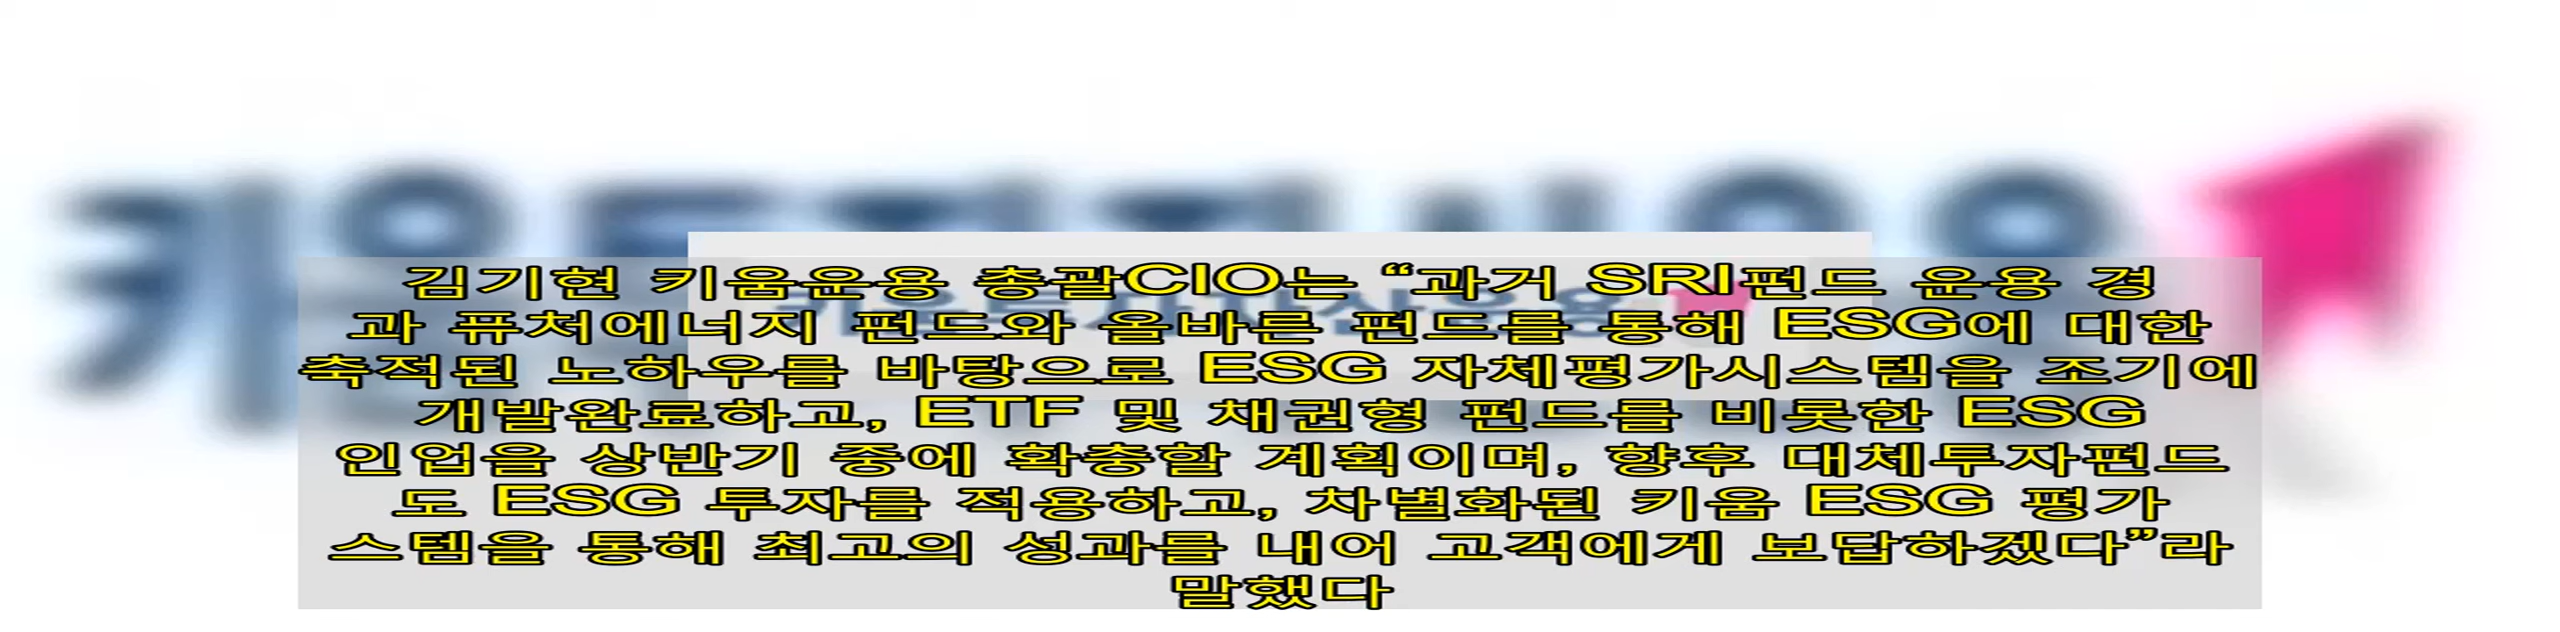 키움투자자산운용
김기현 키움운용 총괄CIO는 “과거 SRI펀드 운용 경
과 퓨처에너지 펀드와 올바른 펀드를 통해 ESG에 대한
축적된 노하우를 바탕으로 ESG 자체평가시스템을 조기에
개발완료하고, ETF 및 채권형 펀드를 비롯한 ESG
인업을 상반기 중에 확충할 계획이며, 향후 대체투자펀드
도 ESG 투자를 적용하고, 차별화된 키움 ESG 평가
스템을 통해 최고의 성과를 내어 고객에게 보답하겠다”라
말했다